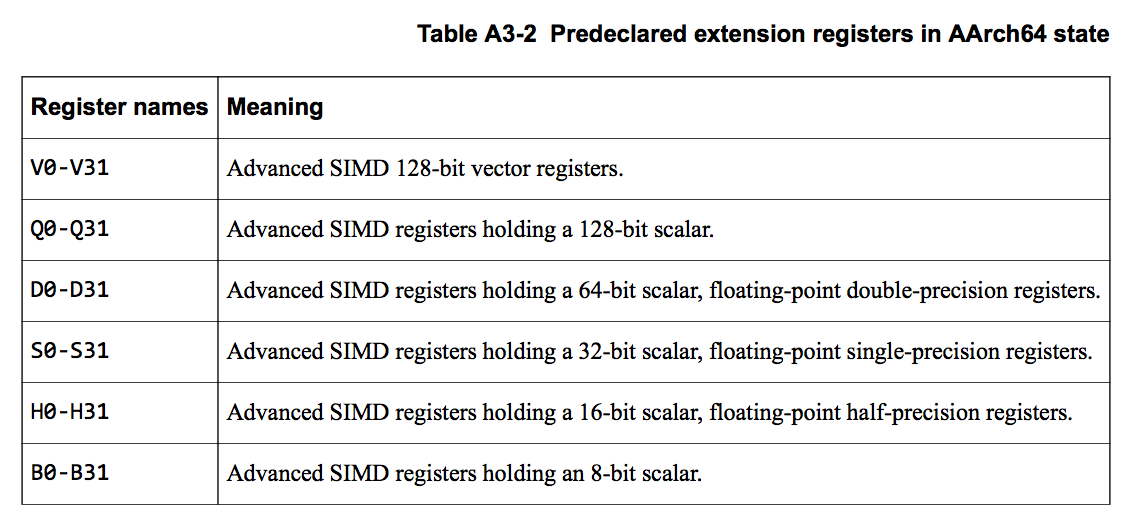 Table A3-2 Predeclared extension registers in AArch64 state
Register names Meaning
V0-V31 Advanced SIMD 128-bit vector registers.
Q0-Q31 Advanced SIMD registers holding a 128-bit scalar.
D0-D31 Advanced SIMD registers holding a 64-bit scalar, floating-point double-precision registers.
S0-S31 Advanced SIMD registers holding a 32-bit scalar, floating-point single-precision registers.
H0-H31 Advanced SIMD registers holding a 16-bit scalar, floating-point half-precision registers.
B0-B31 Advanced SIMD registers holding an 8-bit scalar.